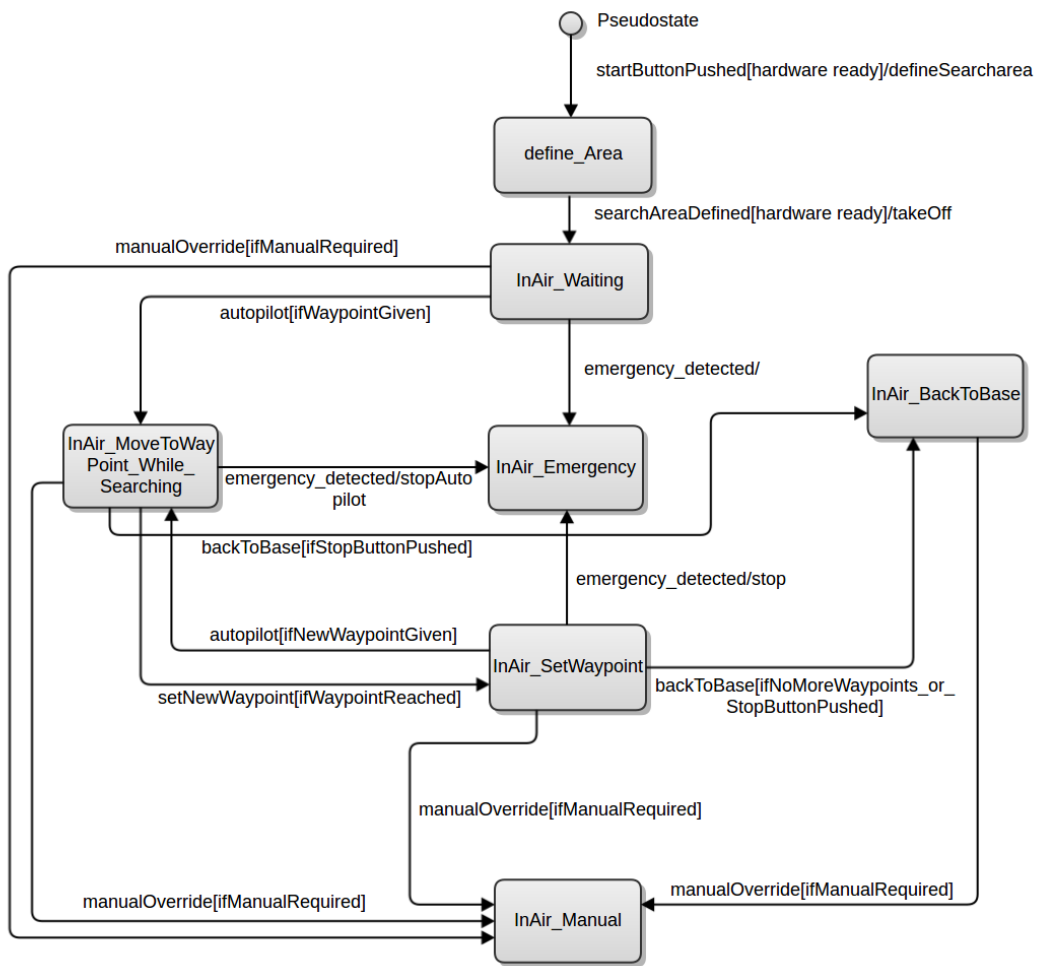 Pseudostate
startButtonPushed[hardware ready]/defineSearcharea
define_Area
searchAreaDefined[hardware ready]/takeOff
manualOverride[ifManualRequired]
InAir_Waiting
autopilot[ifWaypointGiven]
emergency_detected/
InAir_BackToBase
InAir_MoveToWay
Point_While_
Searching
InAir_Emergency
emergency_detected/stopAuto
pilot
backToBase[ifStopButtonPushed]
emergency_detected/stop
autopilot[ifNewWaypointGiven]
InAir_SetWaypoint
setNewWaypoint[ifWaypointReached]
backToBase[ifNoMoreWaypoints_or_
StopButtonPushed]
manualOverride[ifManualRequired]
manualOverride[ifManualRequired]
manualOverride[ifManualRequired]
InAir_Manual